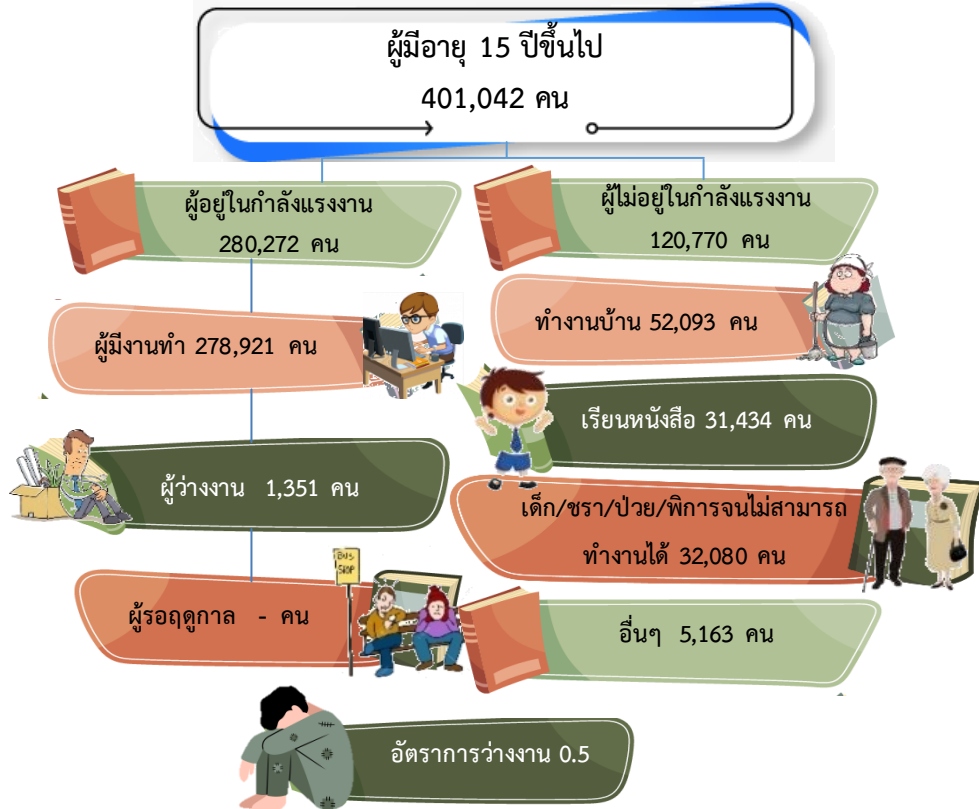 ผู้มีอายุ 15 ปีขึ้นไป
401,042 คน
ผู้อยู่ในกำลังแรงงาน
280,272 คน
ผู้มีงานทำ 278,921 คน
ผู้ว่างงาน 1,351 คน
BUS
STOP
ผู้รอฤดูกาล - คน
ผู้ไม่อยู่ในกำลังแรงงาน
120,770 คน
ทำงานบ้าน 52,093 คน
เรียนหนังสือ 31,434 คน
เด็ก/ชรา/ป่วย/พิการจนไม่สามารถ
ทำงานได้ 32,080 คน
อื่นๆ 5,163 คน
อัตราการว่างงาน 0.5